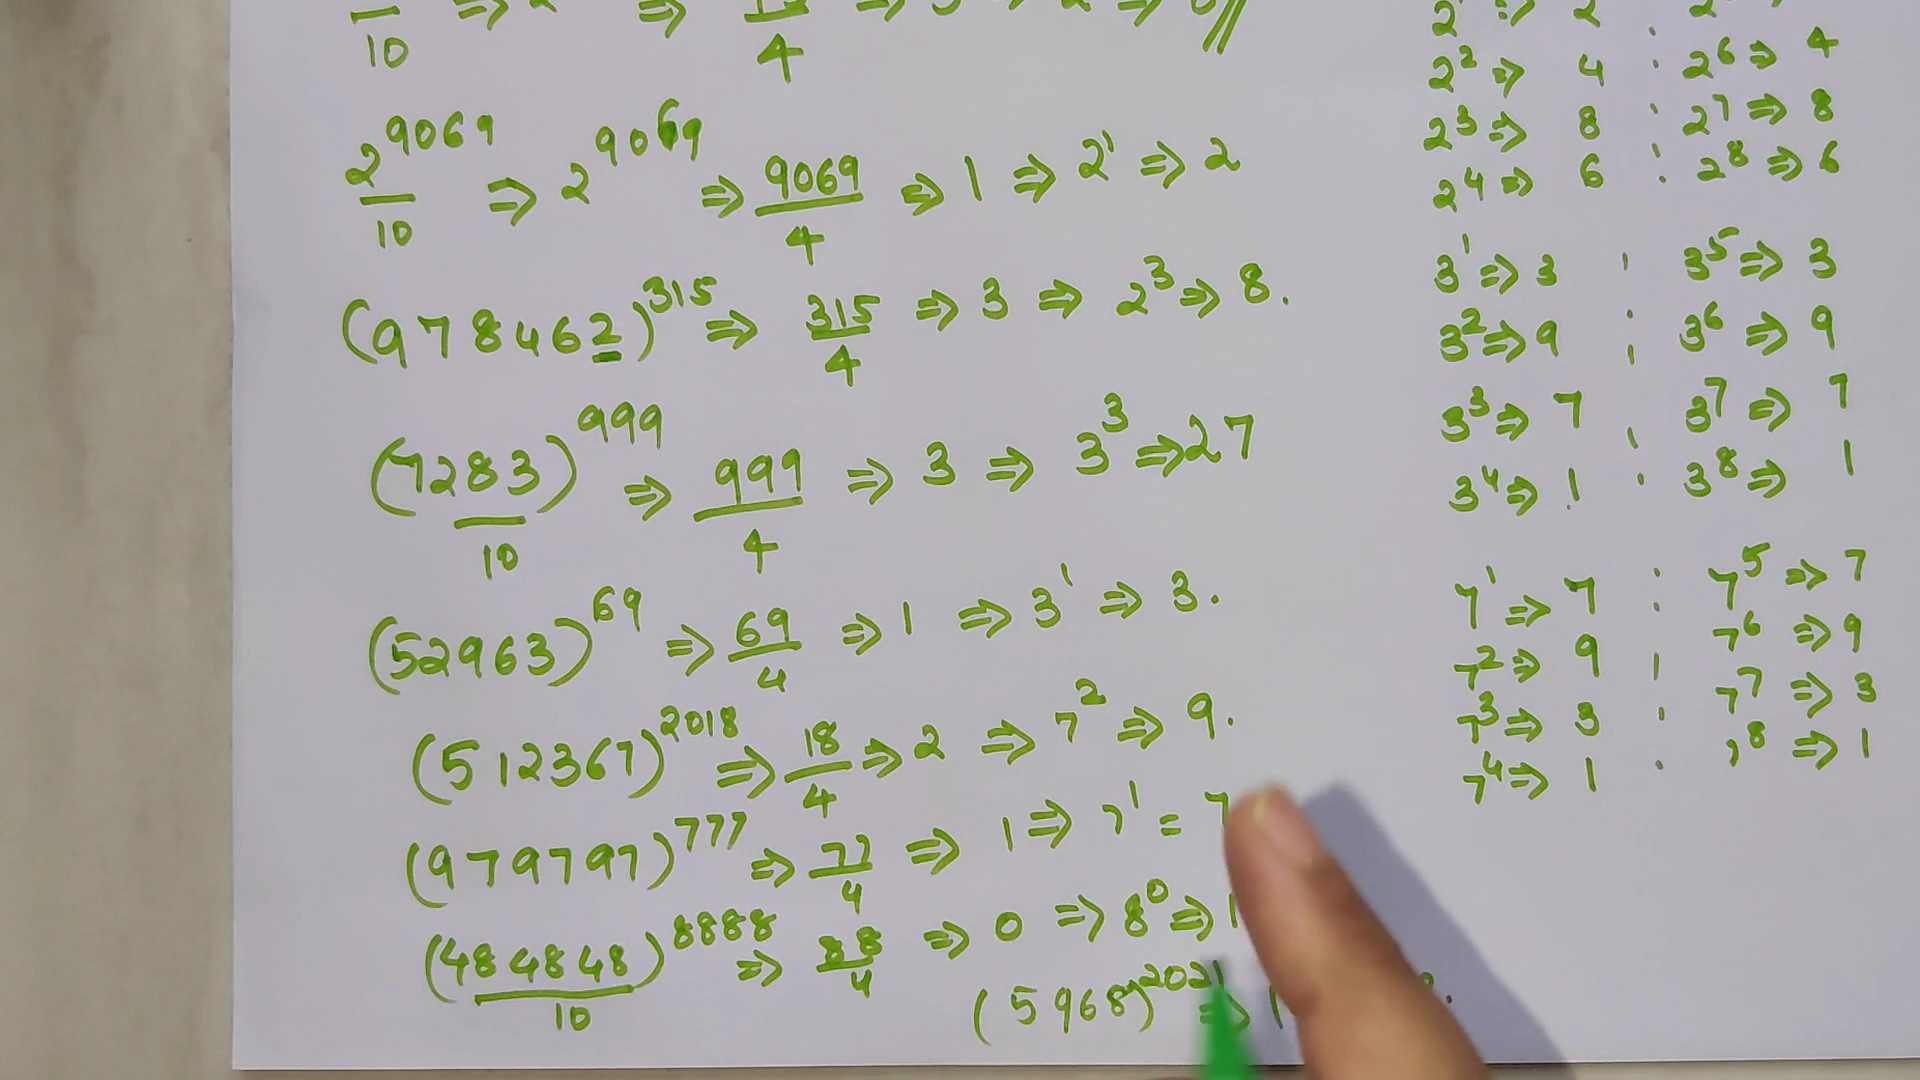 10 4
2^9069/10 ⇒ 2^9069 ⇒ 9069/4 ⇒ 1 ⇒ 2^1 ⇒ 2
(978462)^315 ⇒ 315/4 ⇒ 3 ⇒ 2^3 ⇒ 8.
(7283)^999/10 ⇒ 999/4 ⇒ 3 ⇒ 3^3 ⇒ 27
(52963)^69 ⇒ 69/4 ⇒ 1 ⇒ 3^1 ⇒ 3.
(512367)^2018 ⇒ 18/4 ⇒ 2 ⇒ 7^2 ⇒ 9.
(979797)^777 ⇒ 77/4 ⇒ 1 ⇒ 7^1 = 7
(484848)^8888/10 ⇒ 88/4 ⇒ 0 ⇒ 8^0 ⇒ 1
(5968)^2021 ⇒
2^2 ⇒ 4 : 2^6 ⇒ 4
2^3 ⇒ 8 : 2^7 ⇒ 8
2^4 ⇒ 6 : 2^8 ⇒ 6
3^1 ⇒ 3 : 3^5 ⇒ 3
3^2 ⇒ 9 : 3^6 ⇒ 9
3^3 ⇒ 7 : 3^7 ⇒ 7
3^4 ⇒ 1 : 3^8 ⇒ 1
7^1 ⇒ 7 : 7^5 ⇒ 7
7^2 ⇒ 9 : 7^6 ⇒ 9
7^3 ⇒ 3 : 7^7 ⇒ 3
7^4 ⇒ 1 : 7^8 ⇒ 1